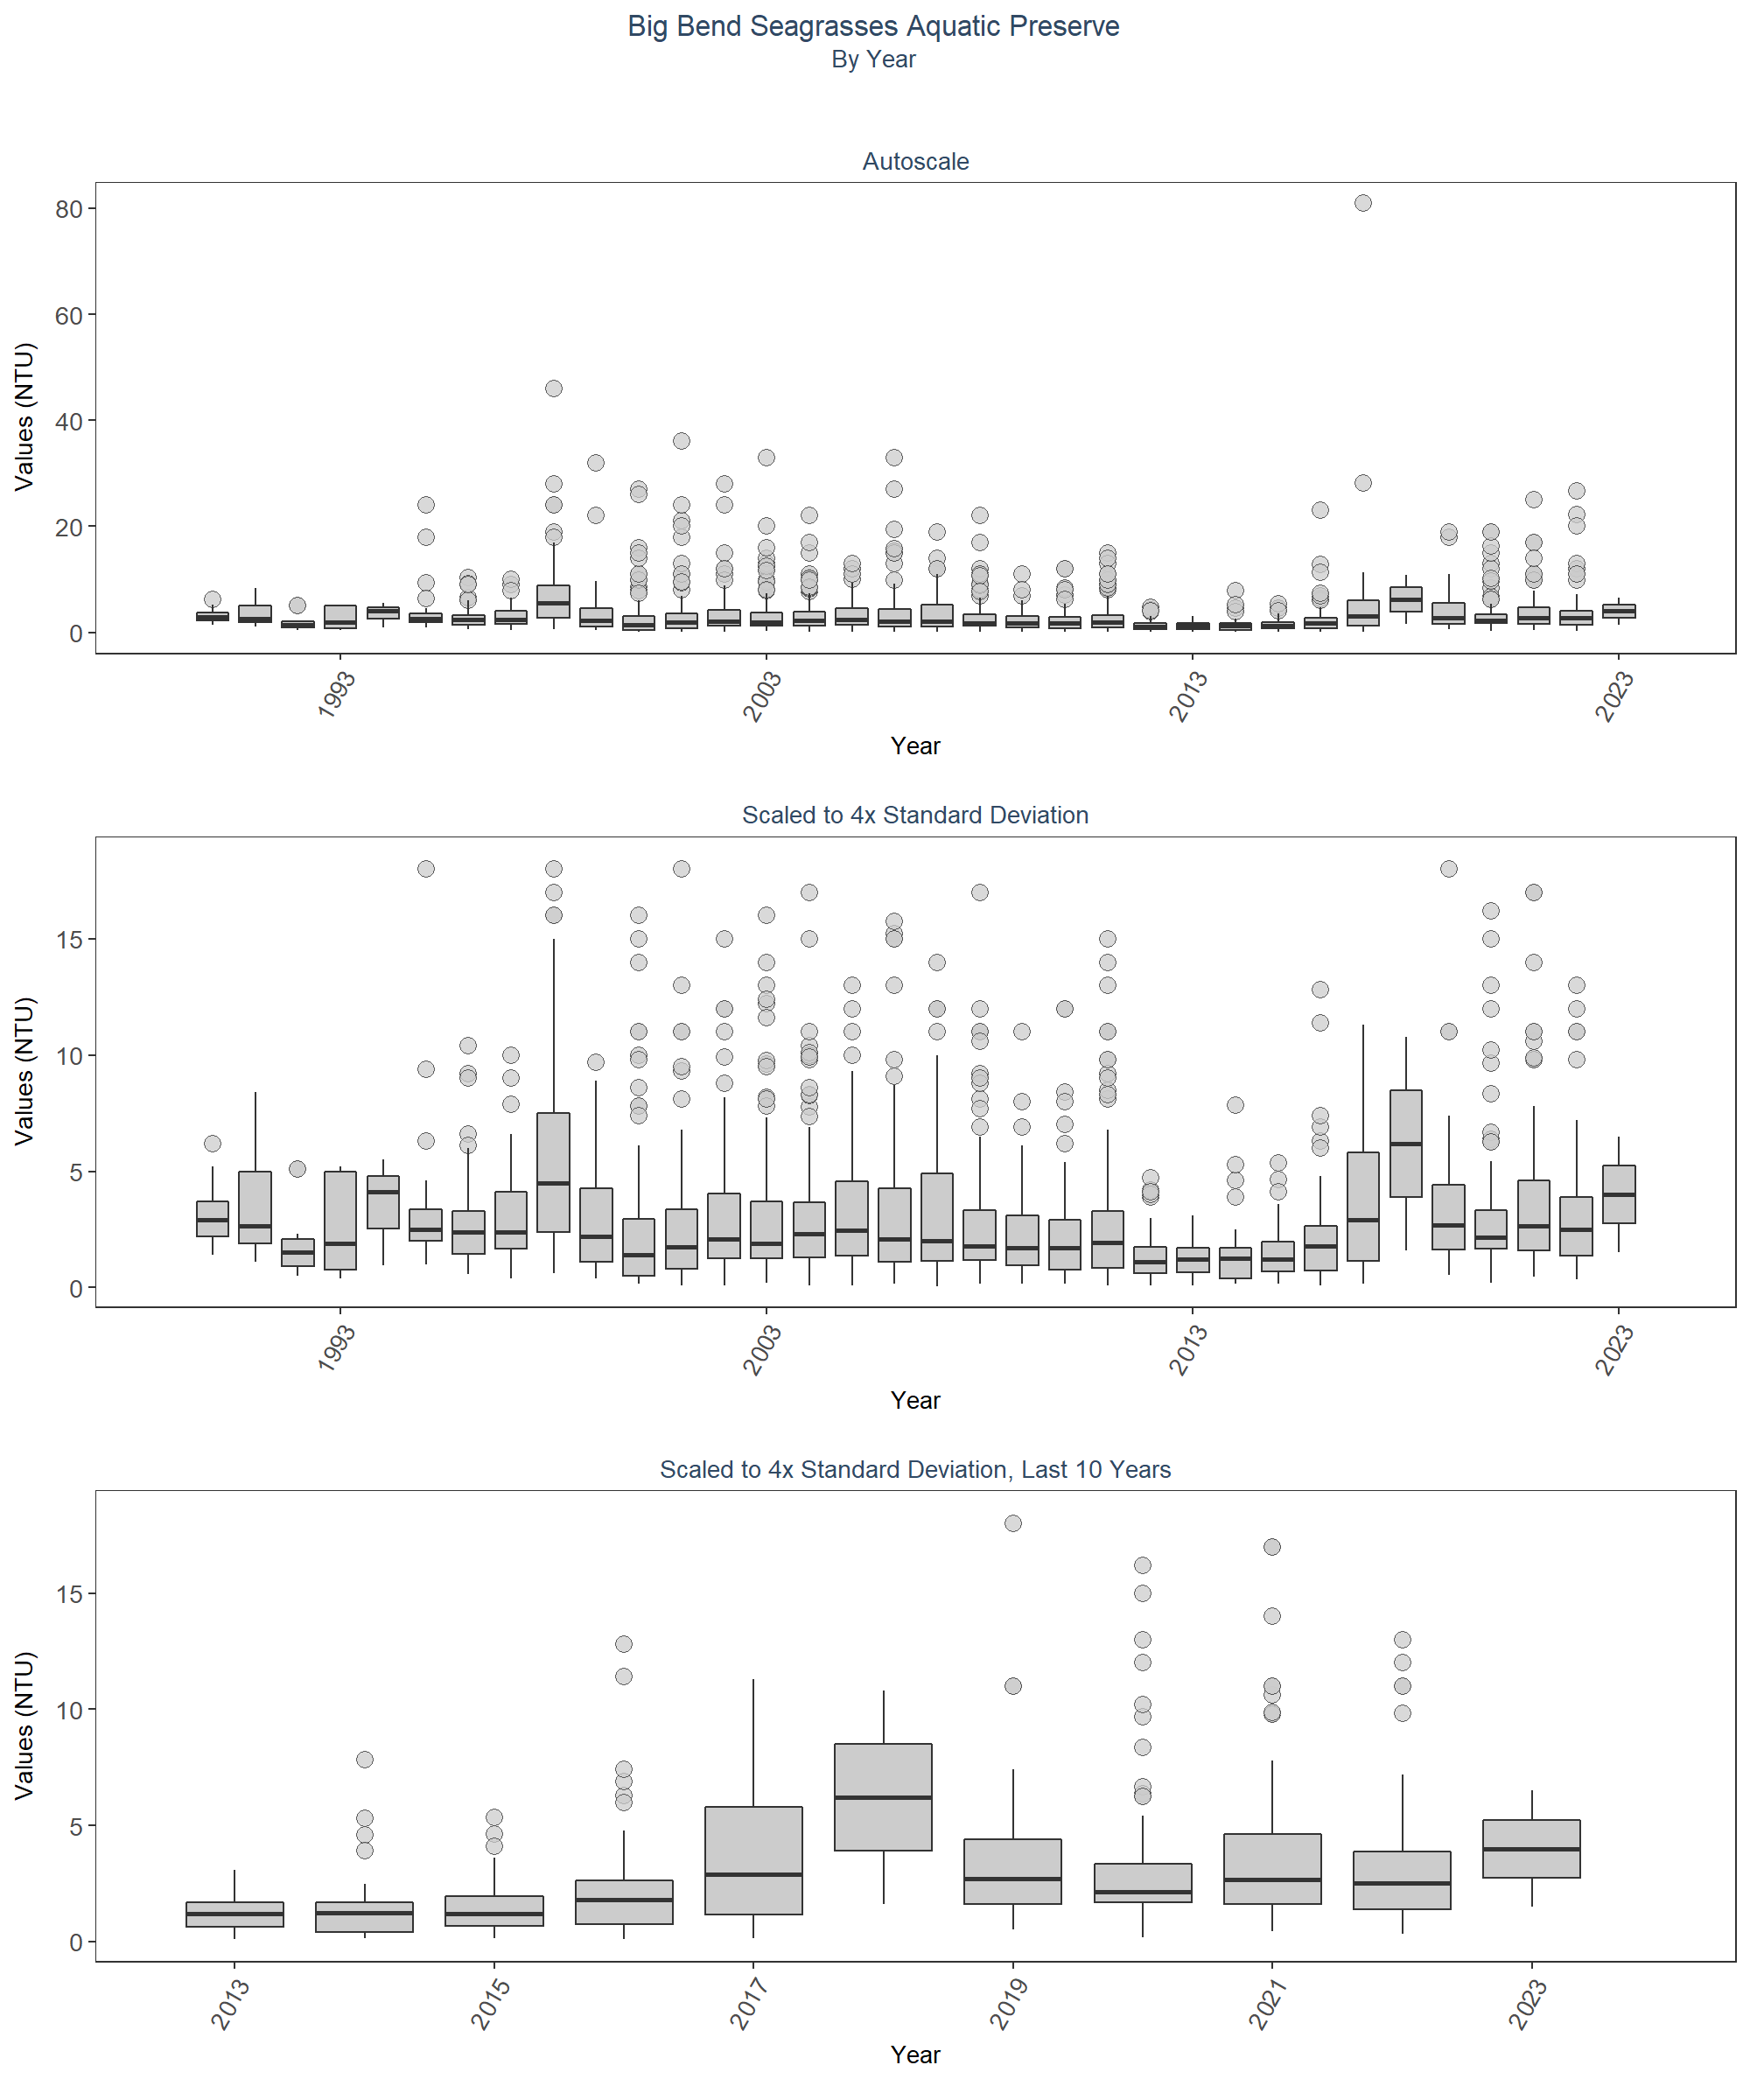 Big Bend Seagrasses Aquatic Preserve
By Year
Autoscale
80
60
40
20
0
Values (NTU)
1993
2003
2013
2023
Year
Scaled to 4x Standard Deviation
15
10
5
0
Values (NTU)
1993
2003
2013
2023
Year
Scaled to 4x Standard Deviation, Last 10 Years
15
10
5
0
Values (NTU)
2013
2015
2017
2019
2021
2023
Year